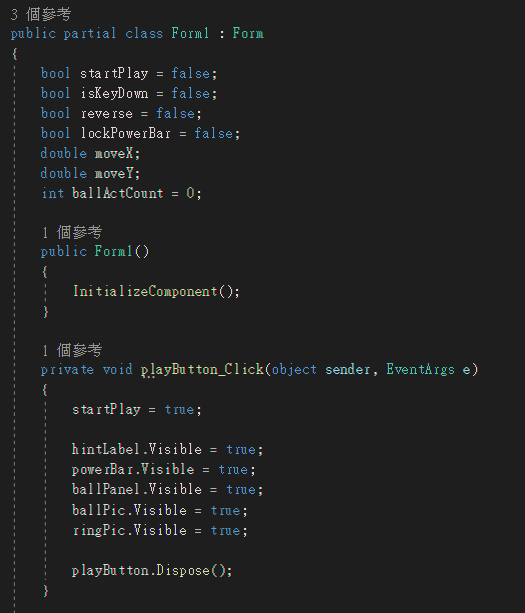 3 個參考
public partial class Form1 : Form
{
bool startPlay = false;
bool isKeyDown = false;
bool reverse = false;
bool lockPowerBar = false;
double moveX;
double moveY;
int ballActCount = 0;
1 個參考
public Form1()
{
InitializeComponent();
}
1 個參考
private void playButton_Click(object sender, EventArgs e)
{
startPlay = true;
hintLabel.Visible = true;
powerBar.Visible = true;
ballPanel.Visible = true;
ballPic.Visible = true;
ringPic.Visible = true;
playButton.Dispose();
}